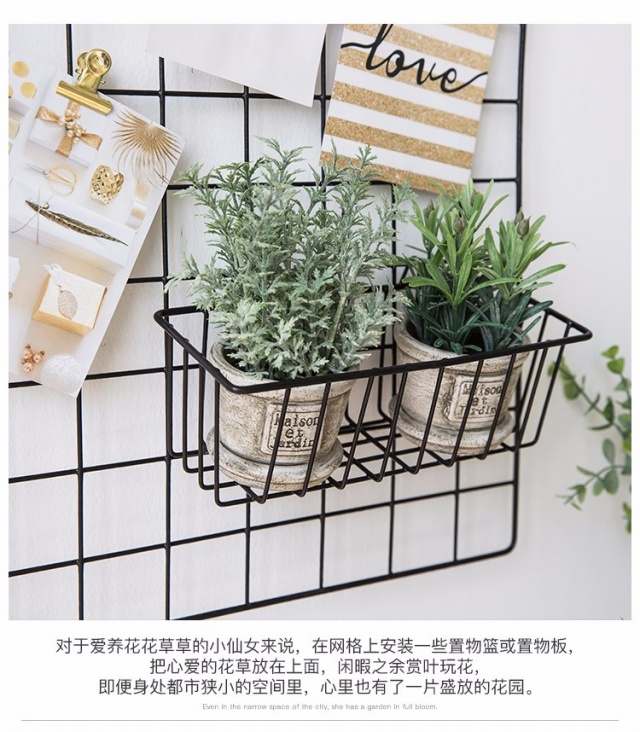 love
Maison
et
Jardin
Maison
et
Jardin
对于爱养花花草草的小仙女来说，在网格上安装一些置物篮或置物板，
把心爱的花草放在上面，闲暇之余赏叶玩花，
即便身处都市狭小的空间里，心里也有了一片盛放的花园。
Even in the narrow space of the city, she has a garden in full bloom.